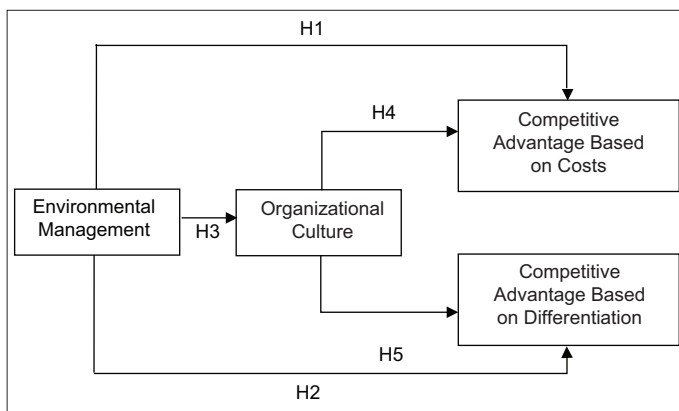 H1
H4
Competitive
Advantage Based
on Costs
Environmental
Management
H3
Organizational
Culture
Competitive
Advantage Based
on Differentiation
H5
H2